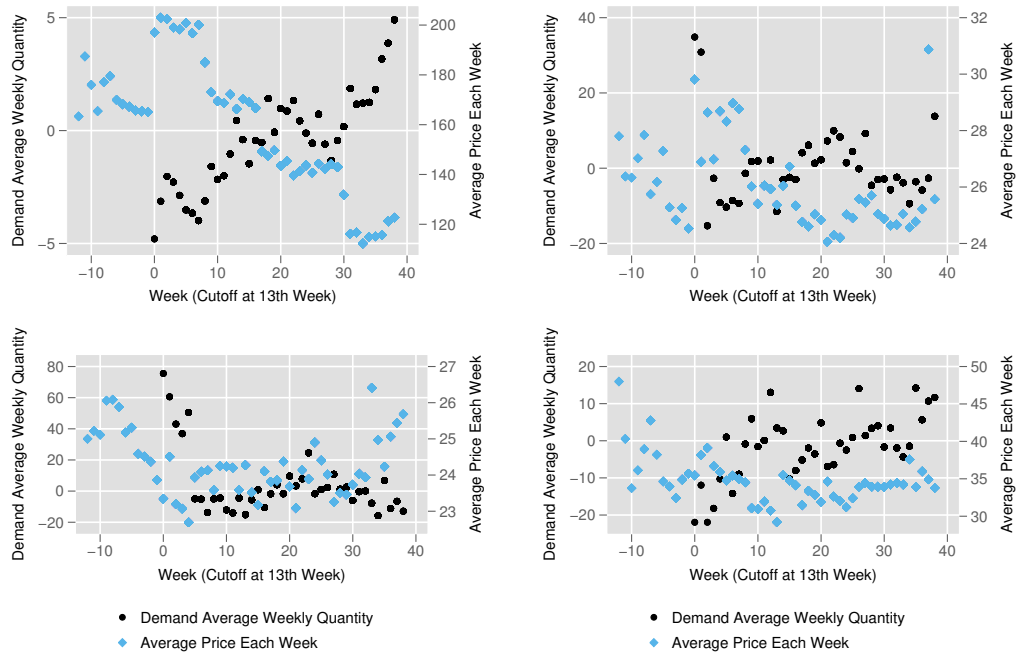 Demand Average Weekly Quantity
5
0
−5
200
180
160
140
120
Average Price Each Week
−10 0 10 20 30 40
Week (Cutoff at 13th Week)
Demand Average Weekly Quantity
40
20
0
−20
32
30
28
26
24
Average Price Each Week
−10 0 10 20 30 40
Week (Cutoff at 13th Week)
Demand Average Weekly Quantity
80
60
40
20
0
−20
27
26
25
24
23
Average Price Each Week
−10 0 10 20 30 40
Week (Cutoff at 13th Week)
Demand Average Weekly Quantity
20
10
0
−10
−20
50
45
40
35
30
Average Price Each Week
−10 0 10 20 30 40
Week (Cutoff at 13th Week)
Demand Average Weekly Quantity
Average Price Each Week
Demand Average Weekly Quantity
Average Price Each Week